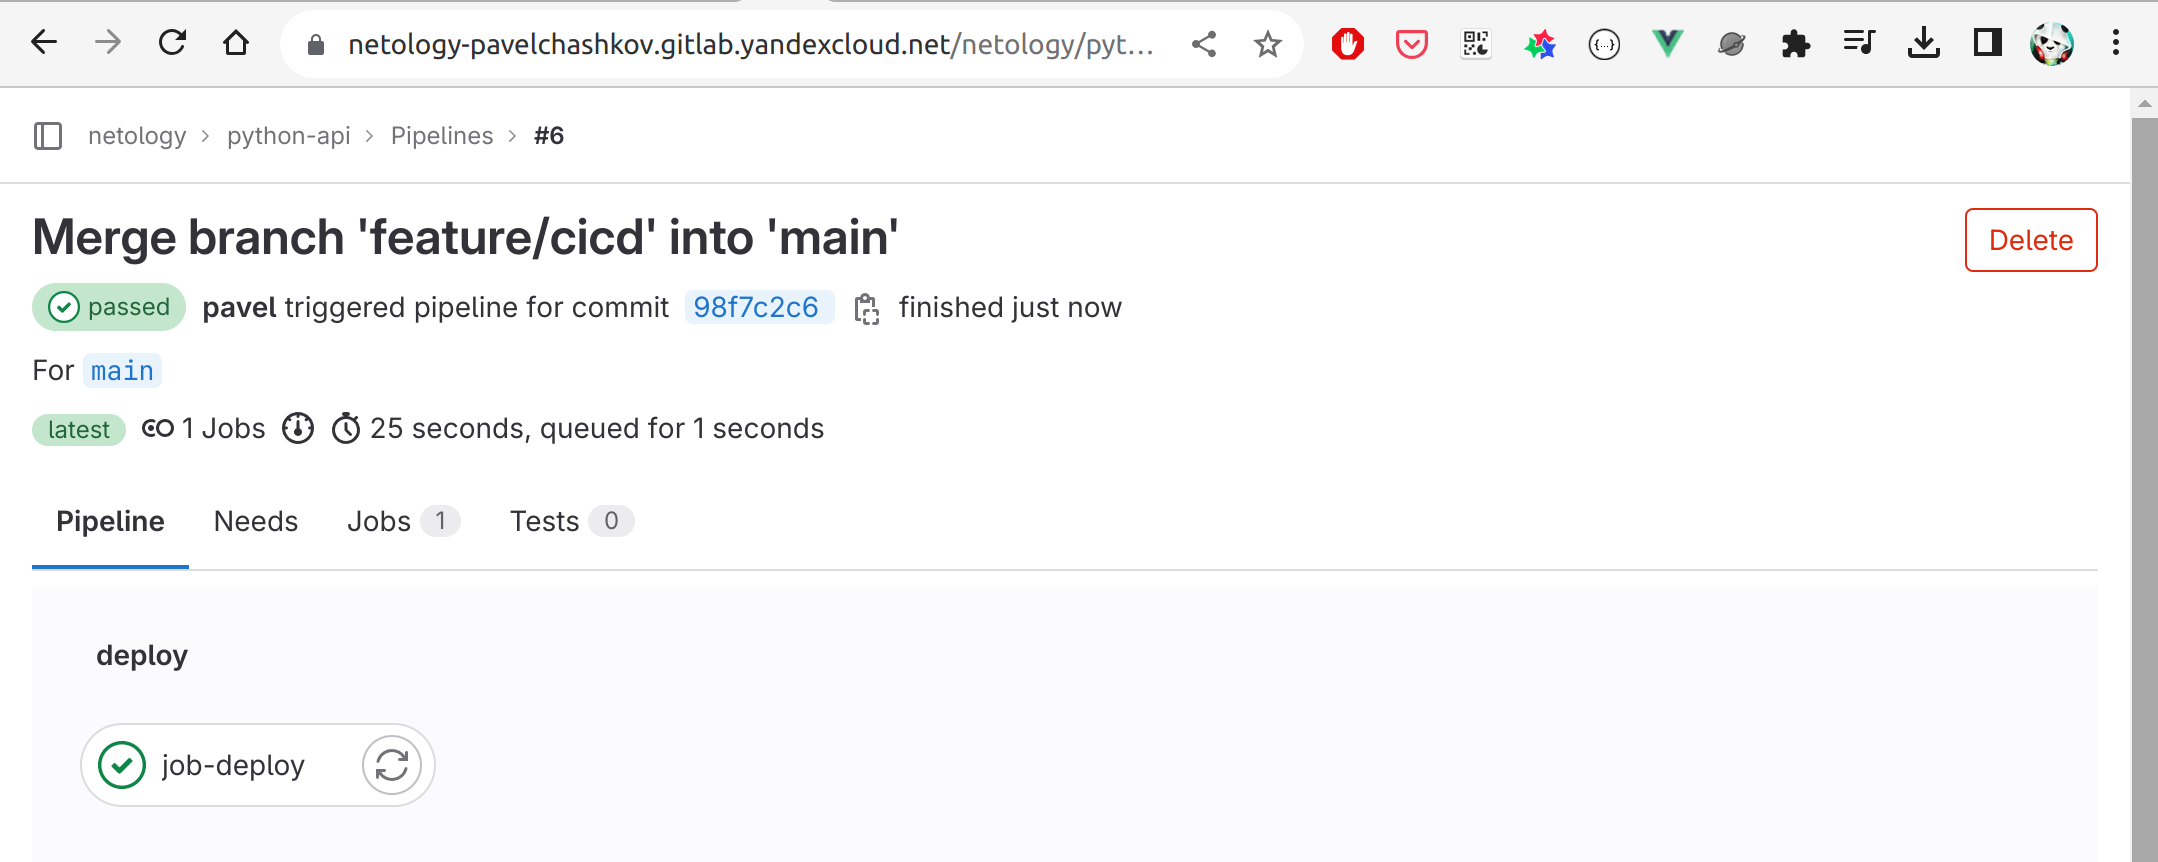 netology-pavelchashkov.gitlab.yandexcloud.net/netology/pyt...
netology > python-api > Pipelines > #6
Merge branch 'feature/cicd' into 'main'
Delete
passed pavel triggered pipeline for commit 98f7c2c6 finished just now
For main
latest 1 Jobs 25 seconds, queued for 1 seconds
Pipeline Needs Jobs 1 Tests 0
deploy
job-deploy